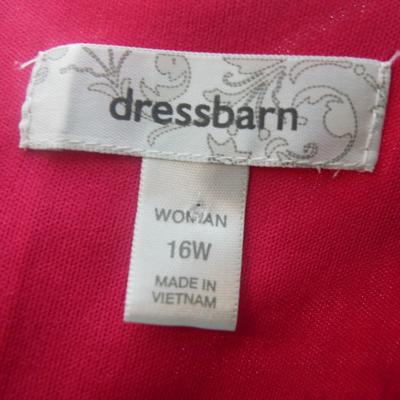 dressbarn
WOMAN
16W
MADE IN
VIETNAM